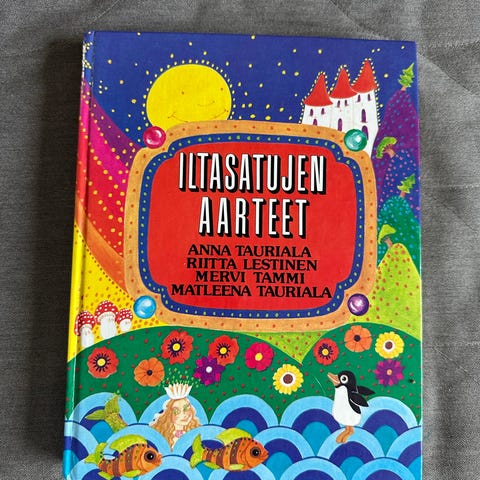 ILTASATUJEN
AARTEET
ANNA TAURIALA
RIITTA LESTINEN
MERVI TAMMI
MATLEENA TAURIALA